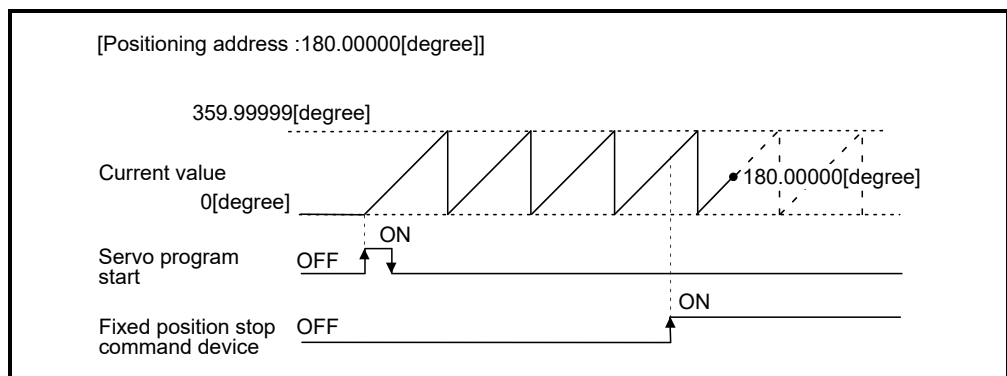 [Positioning address :180.00000[degree]]
359.99999[degree]
Current value
180.00000[degree]
0[degree]
ON
Servo program
start
OFF
ON
Fixed position stop
command device
OFF